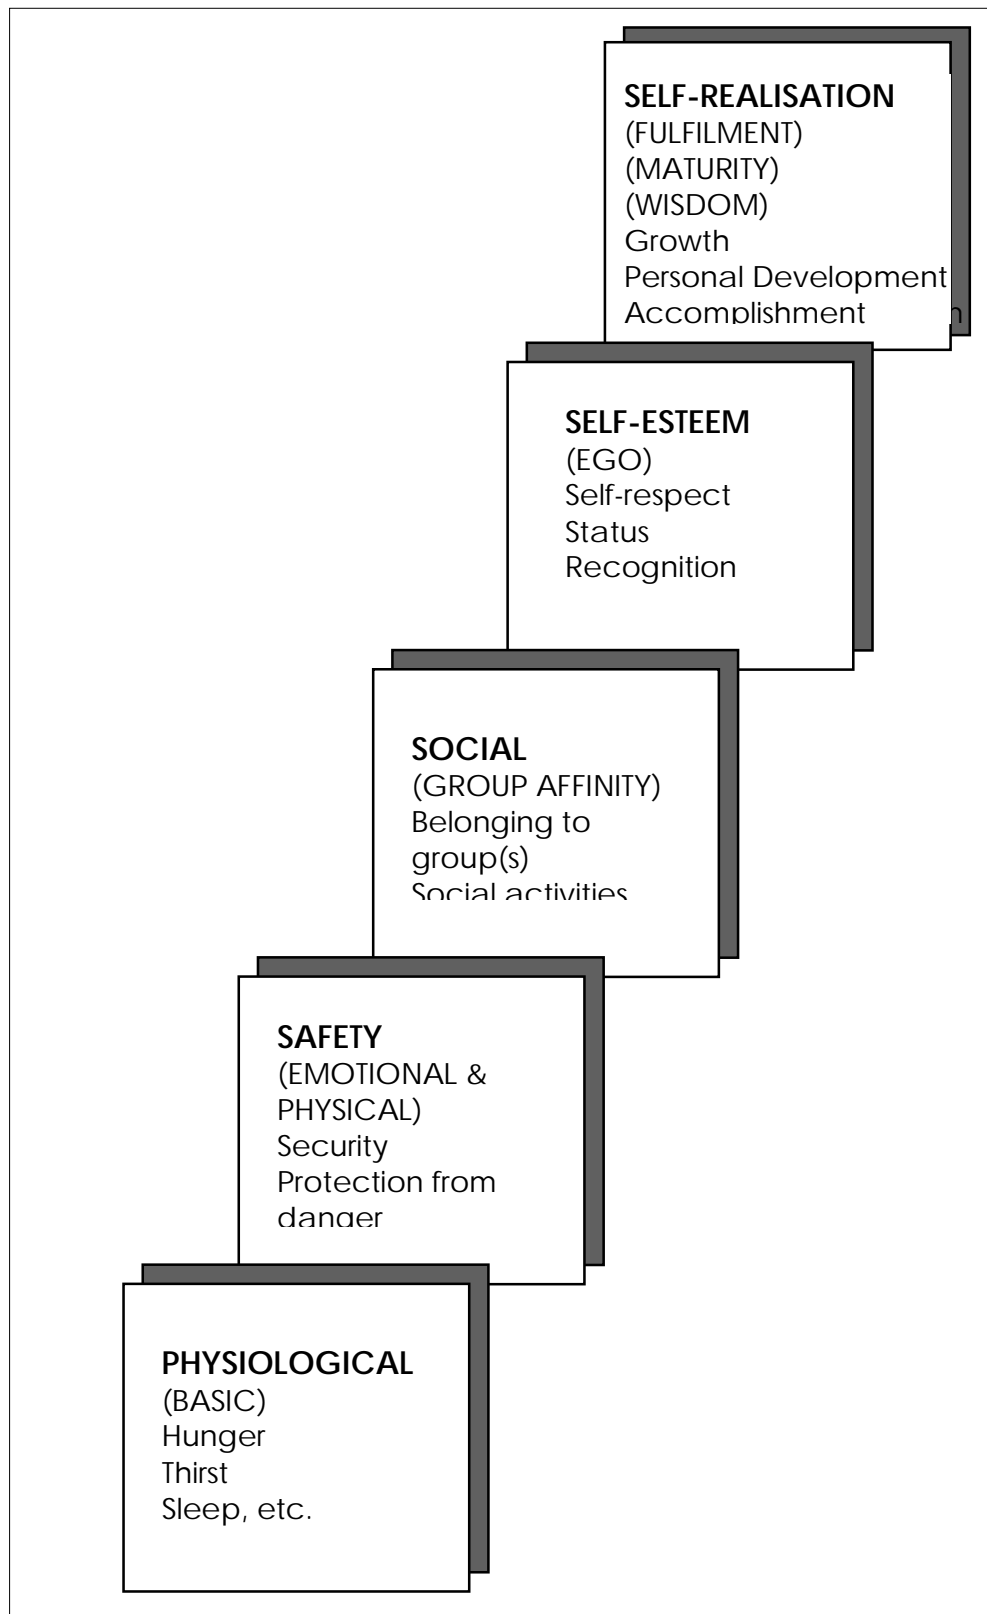 SELF-REALISATION
(FULFILMENT)
(MATURITY)
(WISDOM)
Growth
Personal Development
Accomplishment
SELF-ESTEEM
(EGO)
Self-respect
Status
Recognition
SOCIAL
(GROUP AFFINITY)
Belonging to
group(s)
Social activities
SAFETY
(EMOTIONAL &
PHYSICAL)
Security
Protection from
danger
PHYSIOLOGICAL
(BASIC)
Hunger
Thirst
Sleep, etc.